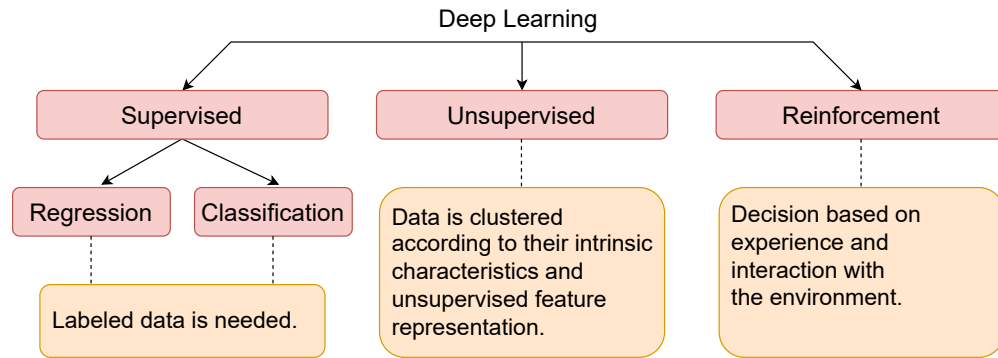 Deep Learning
Supervised
Unsupervised
Reinforcement
Regression
Classification
Labeled data is needed.
Data is clustered
according to their intrinsic
characteristics and
unsupervised feature
representation.
Decision based on
experience and
interaction with
the environment.